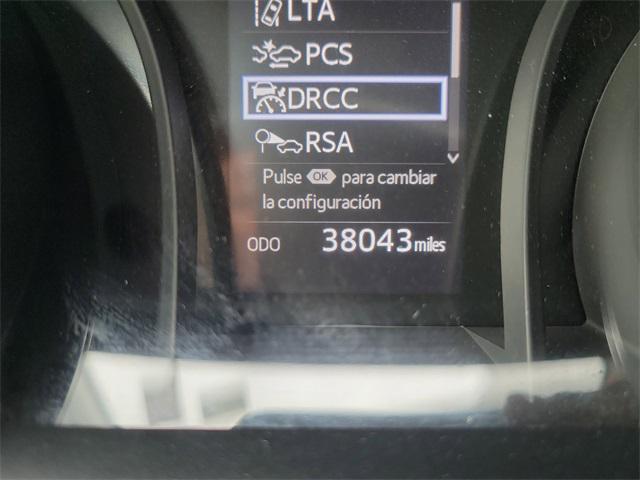 LTA
PCS
DRCC
RSA
Pulse OK para cambiar
la configuración
ODO 38043 miles